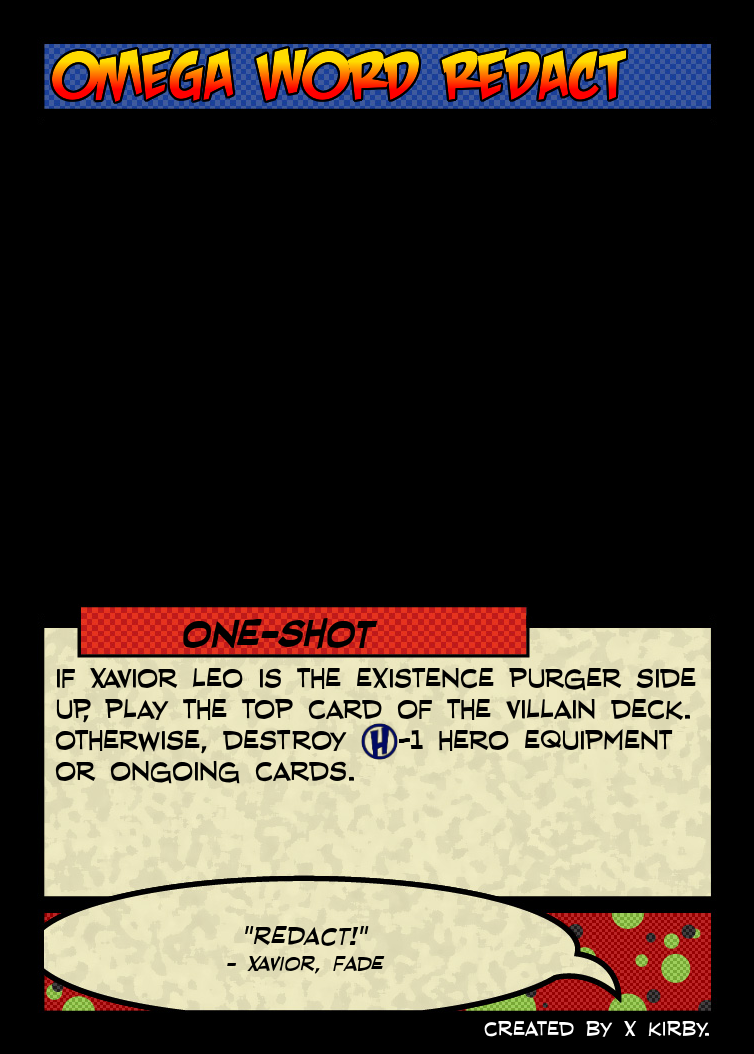 OMEGA WORD REDACT
ONE-SHOT
IF XAVIOR LEO IS THE EXISTENCE PURGER SIDE
UP, PLAY THE TOP CARD OF THE VILLAIN DECK.
OTHERWISE, DESTROY H-1 HERO EQUIPMENT
OR ONGOING CARDS.
"REDACT!"
- XAVIOR, FADE
CREATED BY X KIRBY.